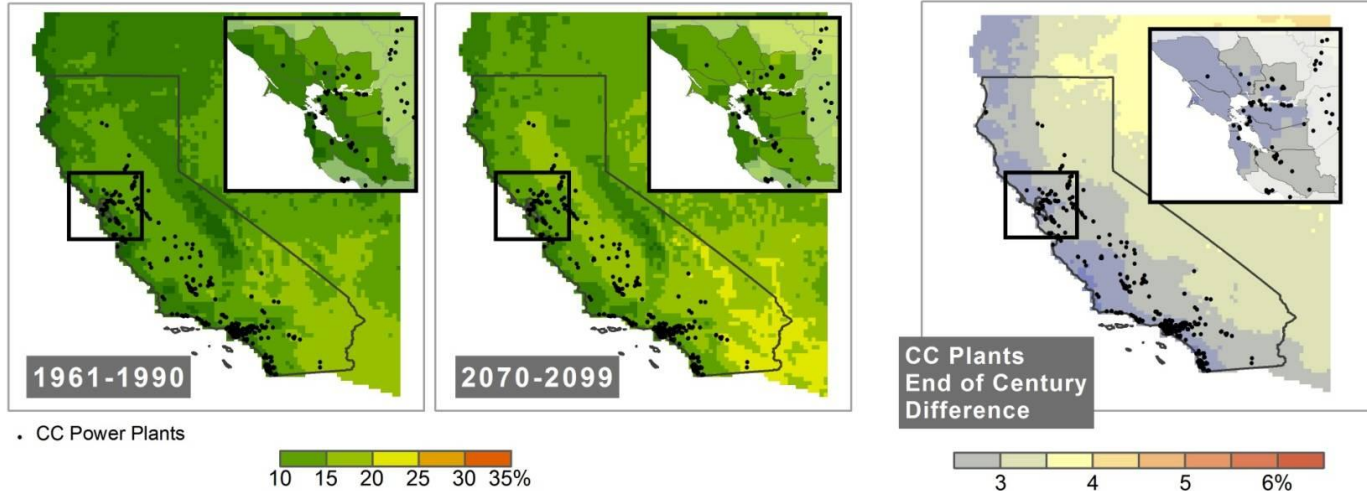 1961-1990
2070-2099
CC Plants
End of Century
Difference
CC Power Plants
10 15 20 25 30 35%
3 4 5 6%